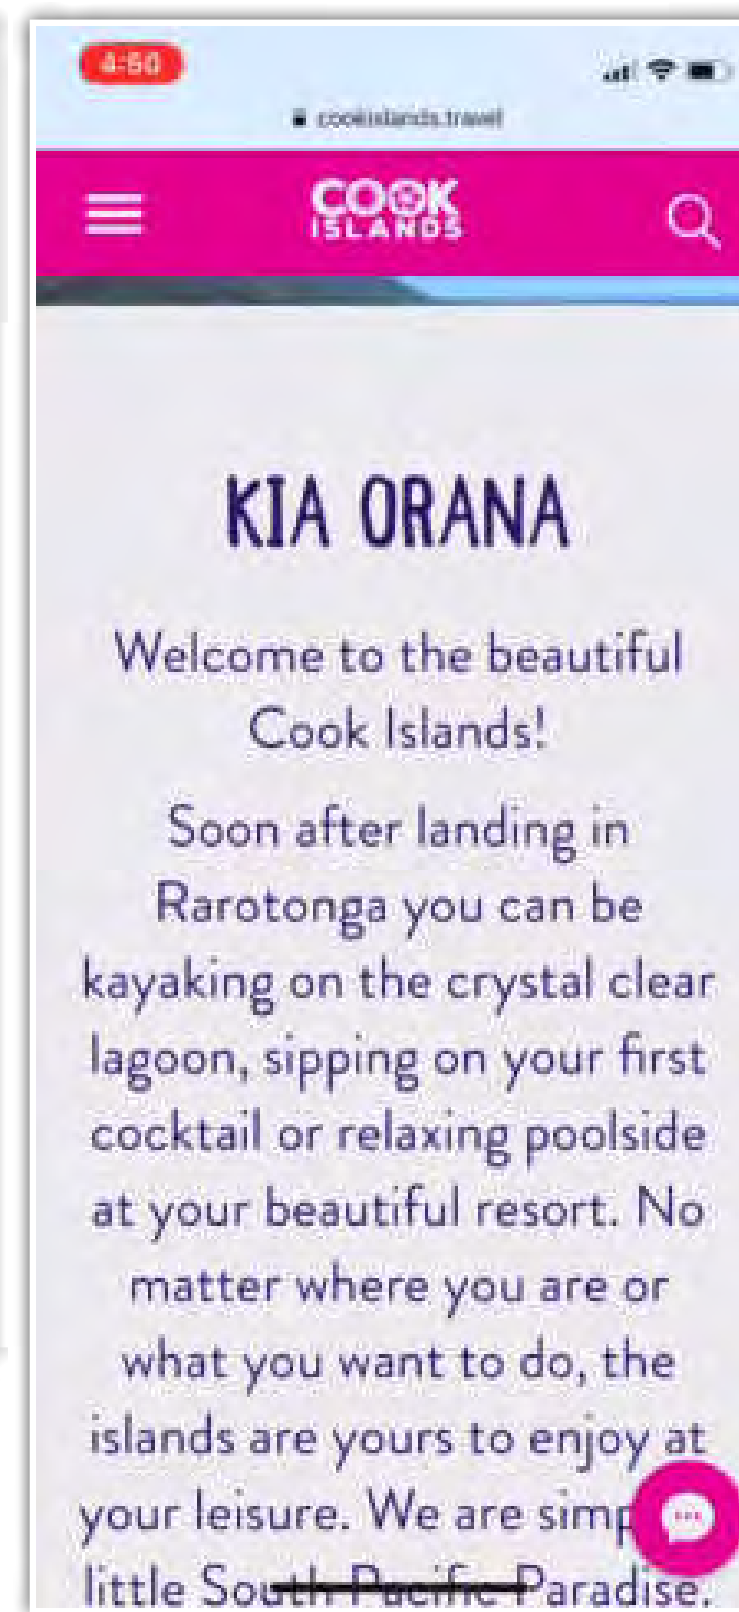 4:50
cookislands.travel
COOK
ISLANDS
KIA ORANA
Welcome to the beautiful
Cook Islands!
Soon after landing in
Rarotonga you can be
kayaking on the crystal clear
lagoon, sipping on your first
cocktail or relaxing poolside
at your beautiful resort. No
matter where you are or
what you want to do, the
islands are yours to enjoy at
your leisure. We are
little South Pacific Paradise.